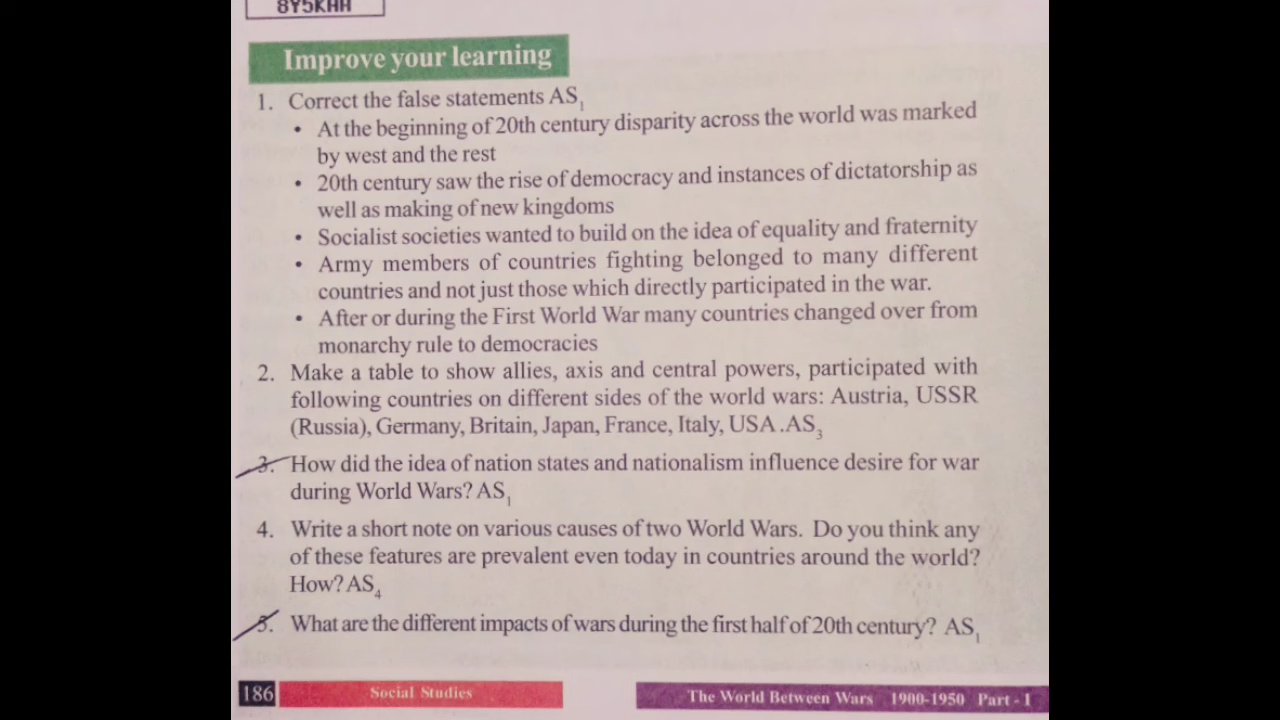 8Y5KHH
Improve your learning
1. Correct the false statements AS1
• At the beginning of 20th century disparity across the world was marked
by west and the rest
• 20th century saw the rise of democracy and instances of dictatorship as
well as making of new kingdoms
• Socialist societies wanted to build on the idea of equality and fraternity
• Army members of countries fighting belonged to many different
countries and not just those which directly participated in the war.
• After or during the First World War many countries changed over from
monarchy rule to democracies
2. Make a table to show allies, axis and central powers, participated with
following countries on different sides of the world wars: Austria, USSR
(Russia), Germany, Britain, Japan, France, Italy, USA.AS3
3. How did the idea of nation states and nationalism influence desire for war
during World Wars? AS1
4. Write a short note on various causes of two World Wars. Do you think any
of these features are prevalent even today in countries around the world?
How? AS4
5. What are the different impacts of wars during the first half of 20th century? AS1
186 Social Studies The World Between Wars 1900-1950 Part - I